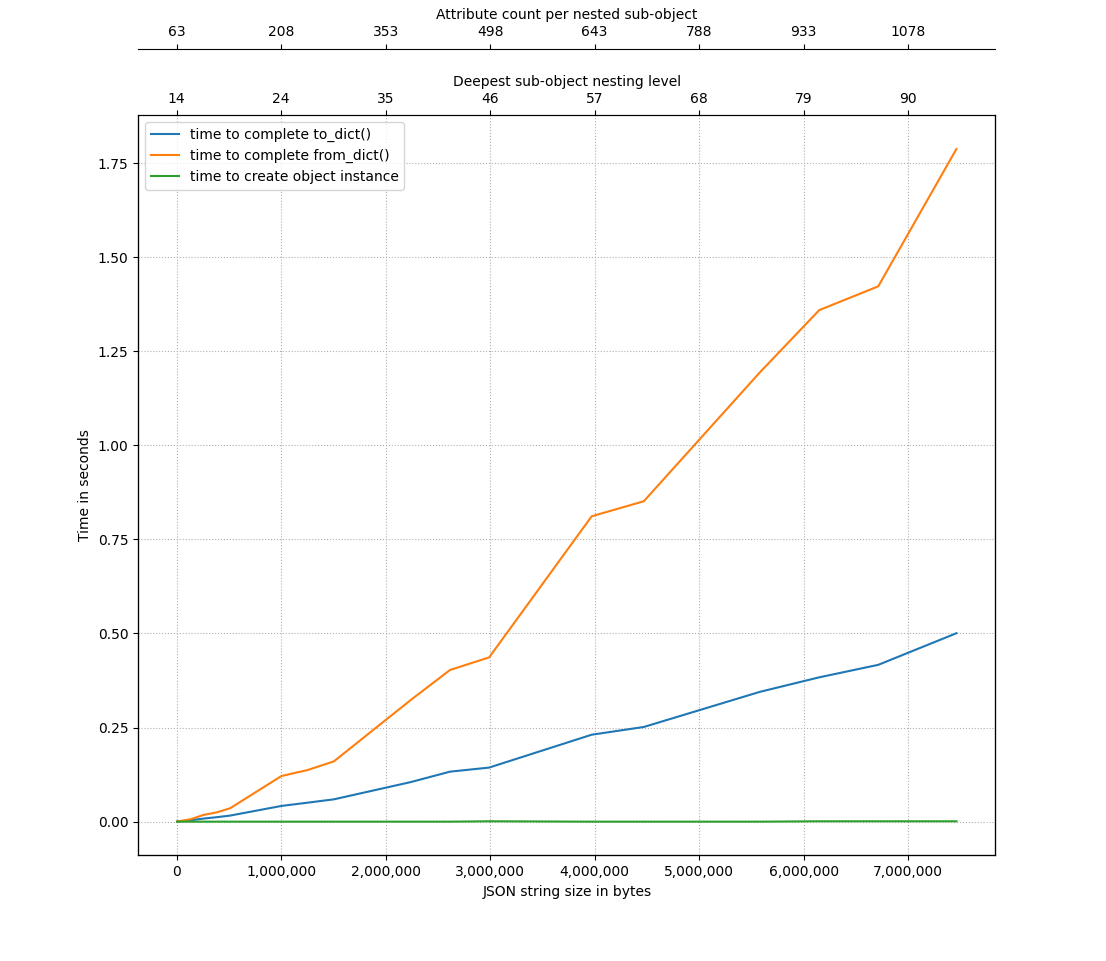 Attribute count per nested sub-object
63 208 353 498 643 788 933 1078
Deepest sub-object nesting level
14 24 35 46 57 68 79 90
time to complete to_dict()
time to complete from_dict()
time to create object instance
1.75
1.50
1.25
1.00
0.75
0.50
0.25
0.00
Time in seconds
0 1,000,000 2,000,000 3,000,000 4,000,000 5,000,000 6,000,000 7,000,000
JSON string size in bytes